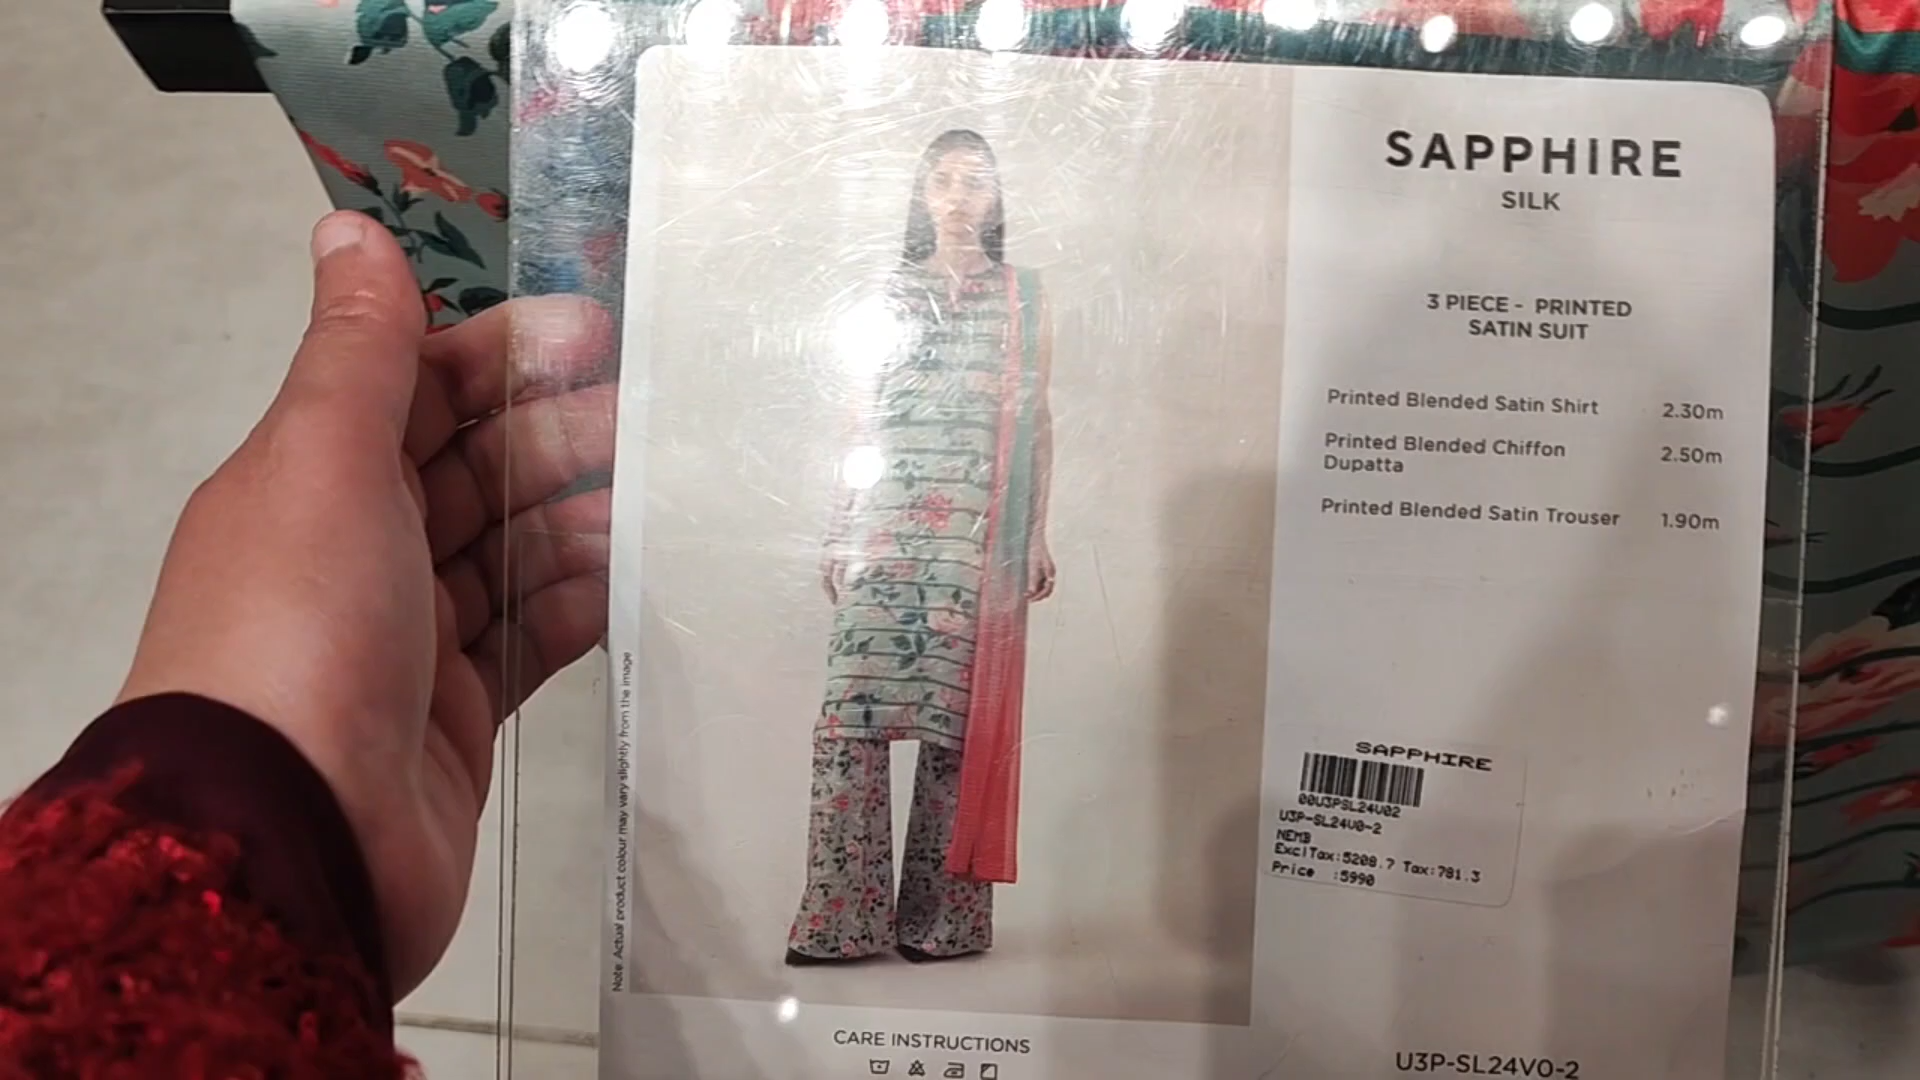 SAPPHIRE
SILK
3 PIECE - PRINTED
SATIN SUIT
Printed Blended Satin Shirt 2.30m
Printed Blended Chiffon
Dupatta 2.50m
Printed Blended Satin Trouser 1.90m
Note: Actual product colour may vary slightly from the image
SAPPHIRE
00U3PSL24V02
U3P-SL24V0-2
NEMB
ExclTax:5208.7 Tax:781.3
Price :5990
CARE INSTRUCTIONS
U3P-SL24V0-2